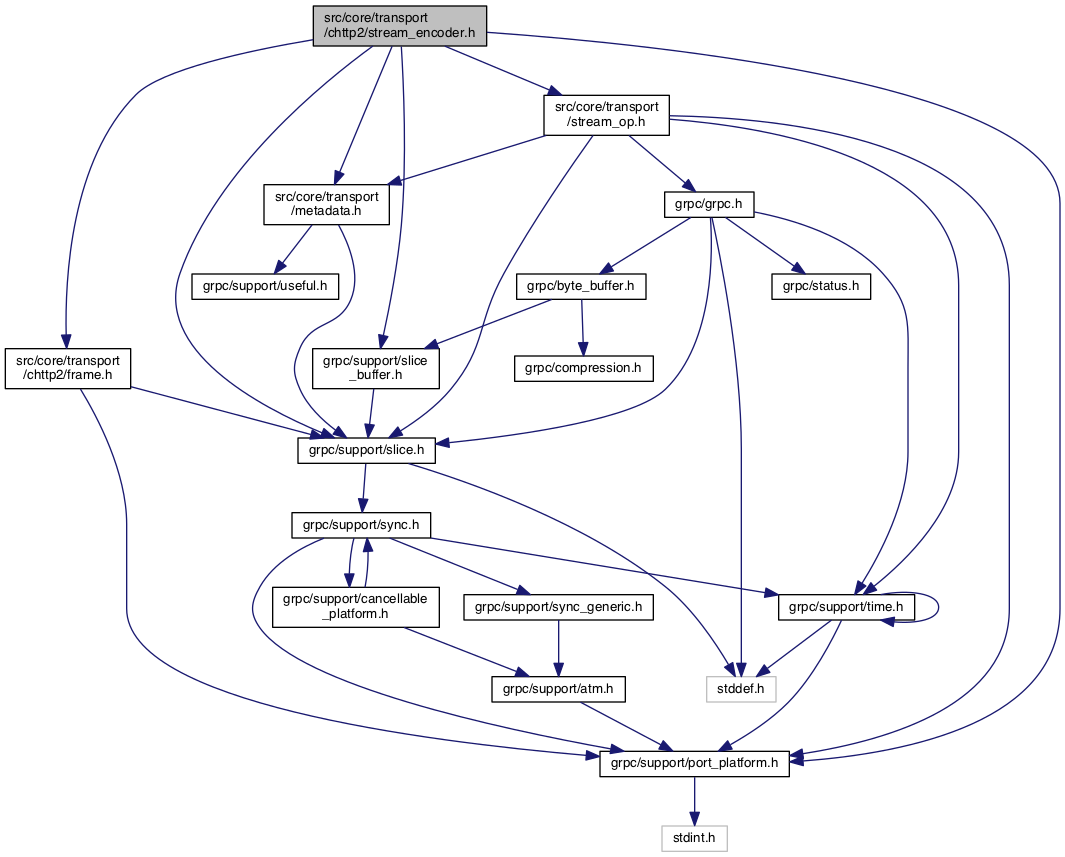 src/core/transport
/chttp2/stream_encoder.h
src/core/transport
/stream_op.h
src/core/transport
/metadata.h
grpc/grpc.h
grpc/support/useful.h
grpc/byte_buffer.h
grpc/status.h
src/core/transport
/chttp2/frame.h
grpc/support/slice
_buffer.h
grpc/compression.h
grpc/support/slice.h
grpc/support/sync.h
grpc/support/cancellable
_platform.h
grpc/support/sync_generic.h
grpc/support/time.h
grpc/support/atm.h
stddef.h
grpc/support/port_platform.h
stdint.h